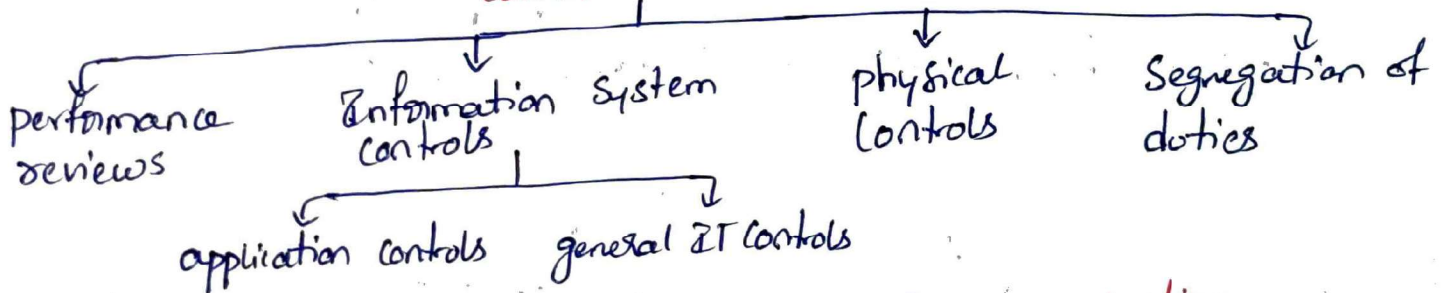 performance reviews
Information System controls
physical controls
Segregation of duties
application controls
general IT controls